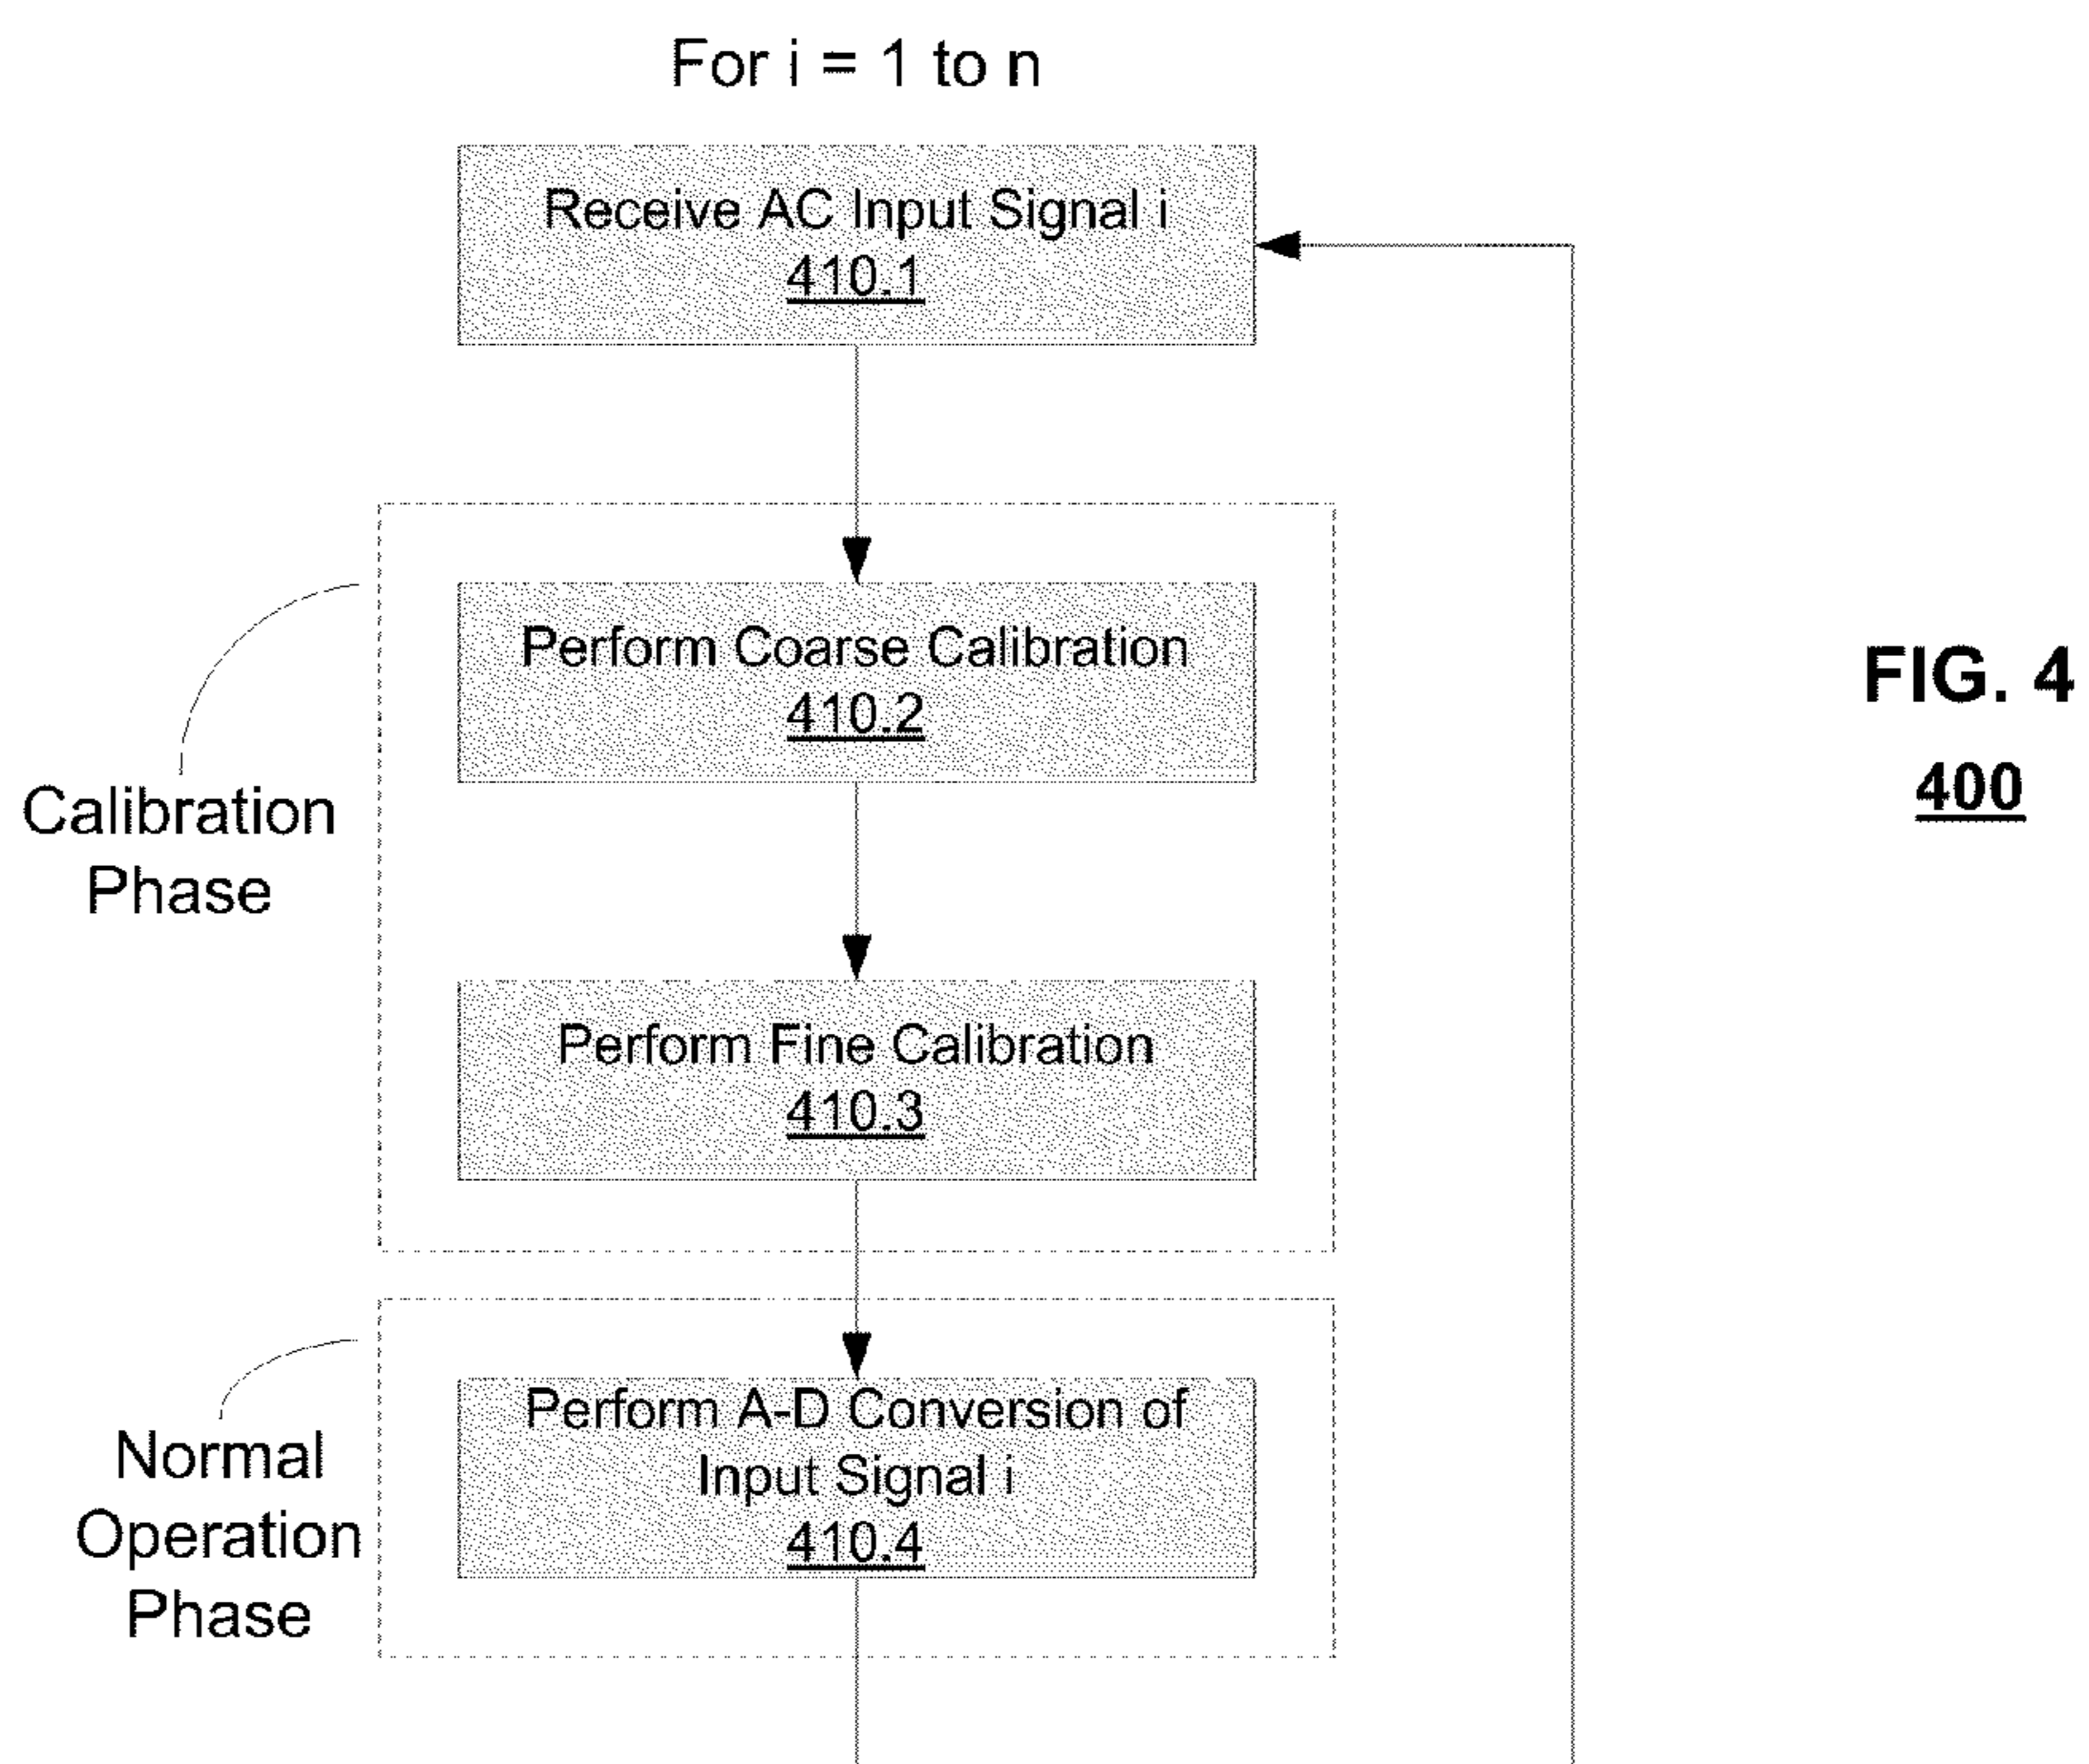 For i = 1 to n
Receive AC Input Signal i
410.1
Perform Coarse Calibration
410.2
Calibration
Phase
Perform Fine Calibration
410.3
Perform A-D Conversion of
Input Signal i
410.4
Normal
Operation
Phase
FIG. 4
400